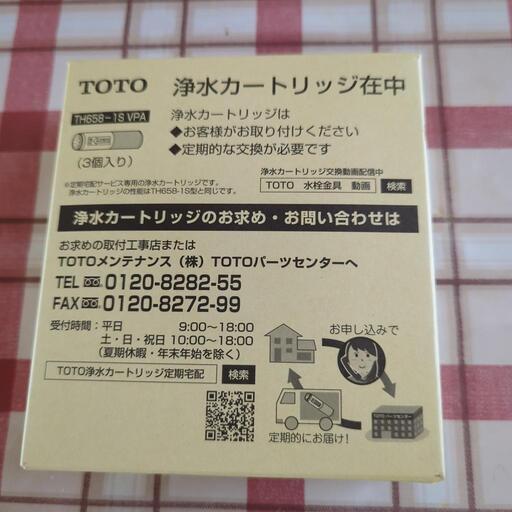 TOTO 浄水カートリッジ在中
TH658-1S VPA
(3個入り)
浄水カートリッジは
◆お客様がお取り付けください
◆定期的な交換が必要です
※定期宅配サービス専用の浄水カートリッジです。
浄水カートリッジの性能はTH658-1S型と同じです。
浄水カートリッジ交換動画配信中
TOTO 水栓金具 動画 検索
浄水カートリッジのお求め・お問い合わせは
お求めの取付工事店または
TOTOメンテナンス(株)TOTOパーツセンターへ
TEL 0120-8282-55
FAX 0120-8272-99
受付時間:平日 9:00~18:00
土・日・祝日 10:00~18:00
(夏期休暇・年末年始を除く)
TOTO浄水カートリッジ定期宅配 検索
お申し込みで
TOTOパーツセンター
定期的にお届け!